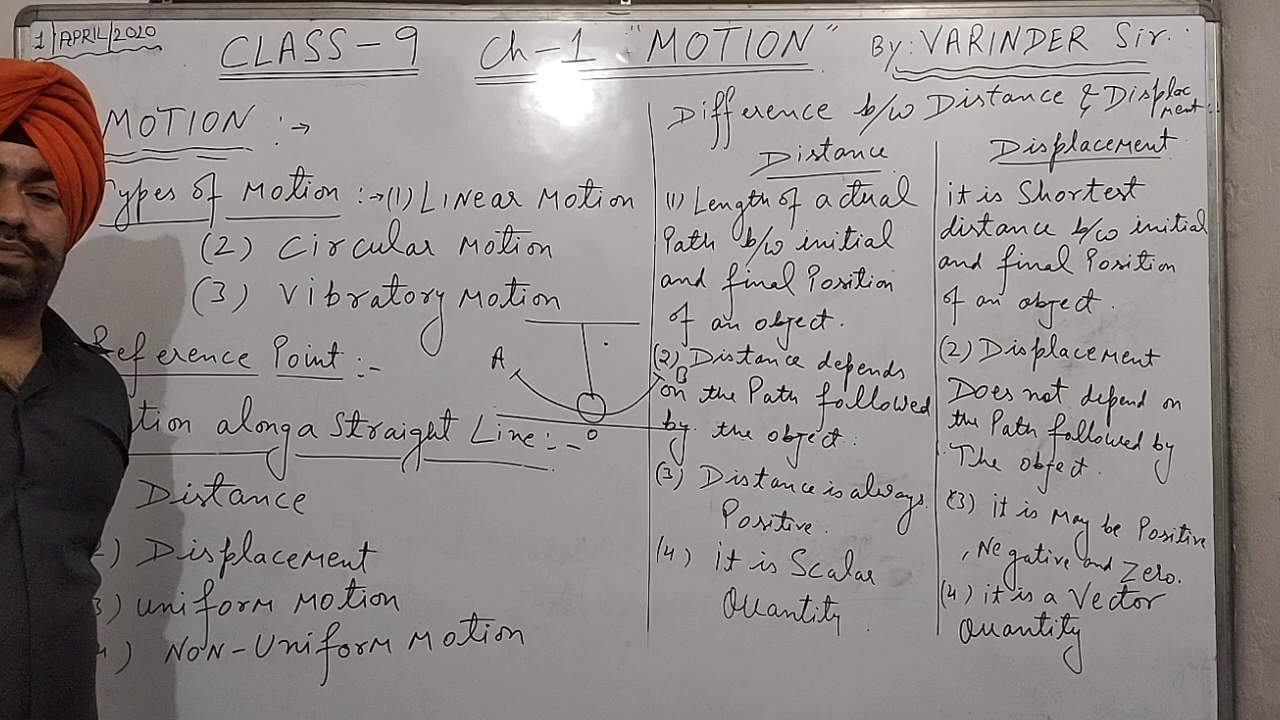 1/APRIL/2020
CLASS-9 Ch-1 "MOTION" By: VARINDER Sir.
MOTION :→
Types of Motion :→(1) Linear Motion
(2) Circular Motion
(3) Vibratory Motion
Reference Point :-
A
B
O
tion along a Straight Line:-
Distance
2) Displacement
3) Uniform Motion
4) Non-Uniform Motion
Difference b/w Distance & Displac
ment:
Distance
(1) Length of actual
Path b/w initial
and final Position
of an object.
(2) Distance depends
on the Path followed
by the object.
(3) Distance is always
Positive.
(4) it is Scalar
Quantity.
Displacement
it is Shortest
distance b/w initial
and final Position
of an object.
(2) Displacement
Does not depend on
the Path followed by
The object.
(3) it is may be Positive
, Negative and Zero.
(4) it is a Vector
Quantity